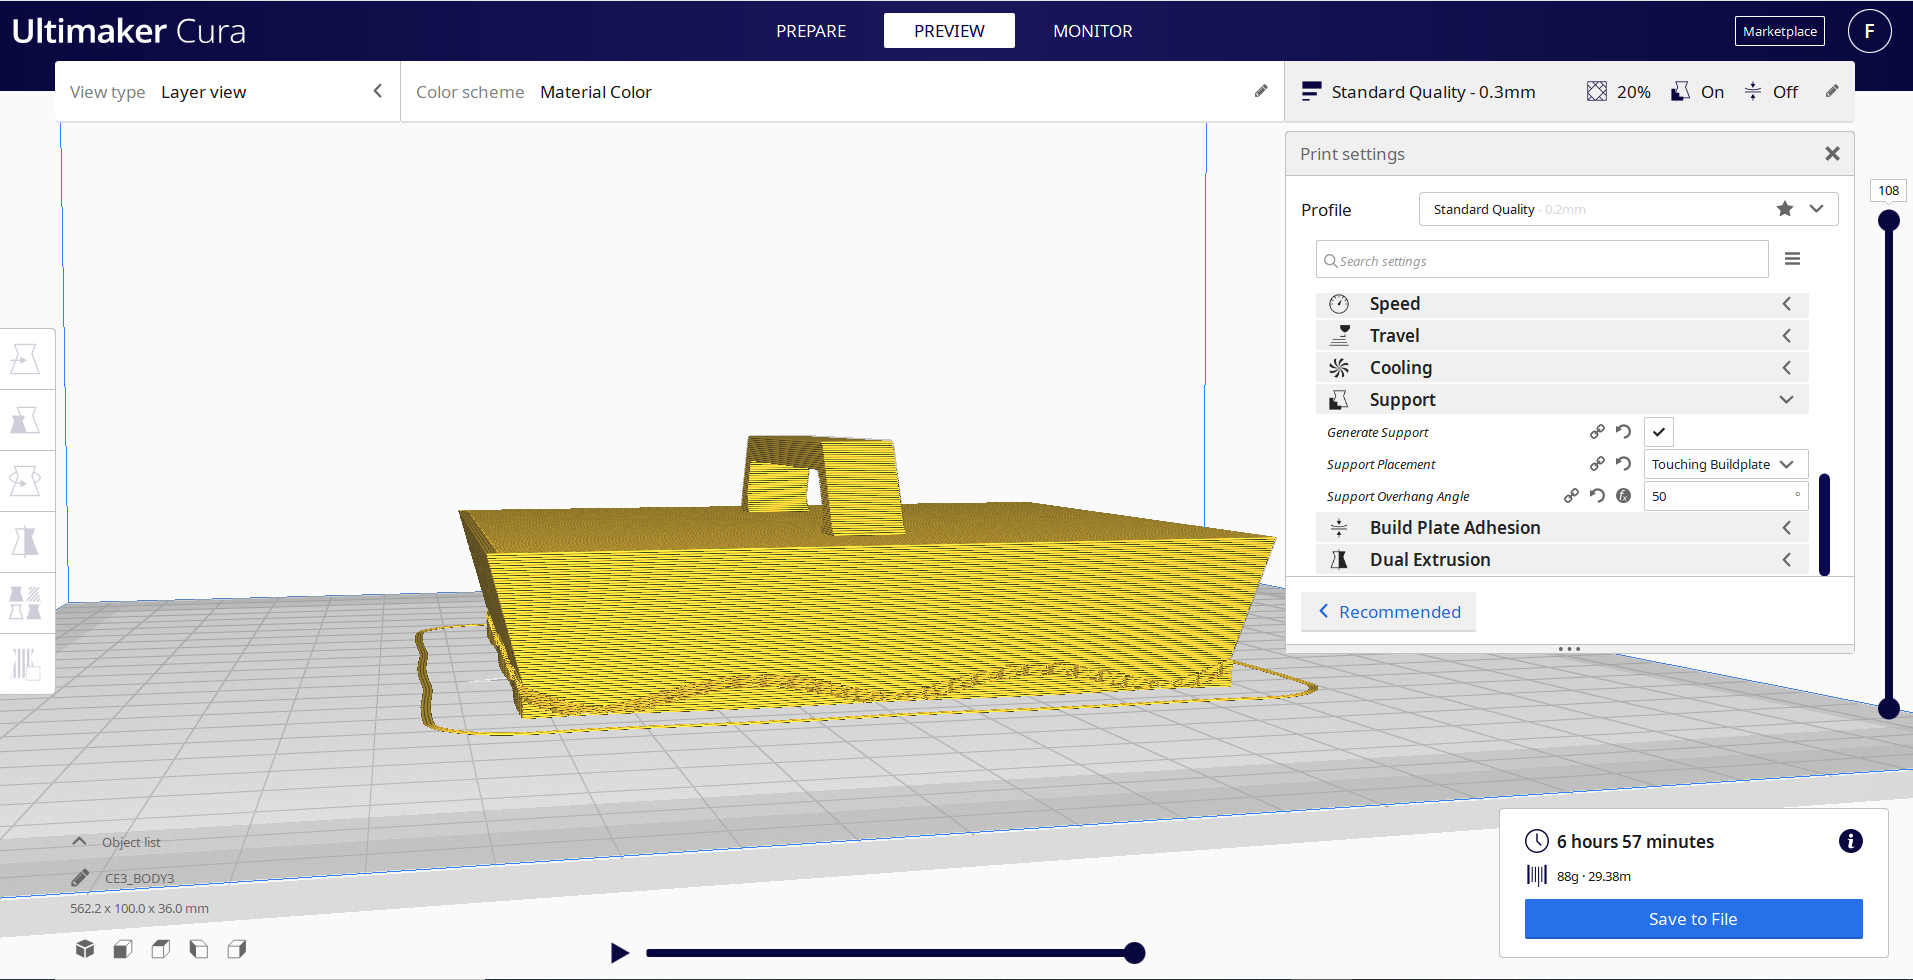 Ultimaker Cura
PREPARE PREVIEW MONITOR
Marketplace F
View type Layer view
Color scheme Material Color
Standard Quality - 0.3mm 20% On Off
Print settings
108
Profile Standard Quality - 0.2mm
Search settings
Speed
Travel
Cooling
Support
Generate Support
Support Placement Touching Buildplate
Support Overhang Angle fx 50 °
Build Plate Adhesion
Dual Extrusion
Recommended
Object list
CE3_BODY3
562.2 x 100.0 x 36.0 mm
6 hours 57 minutes
88g · 29.38m
Save to File